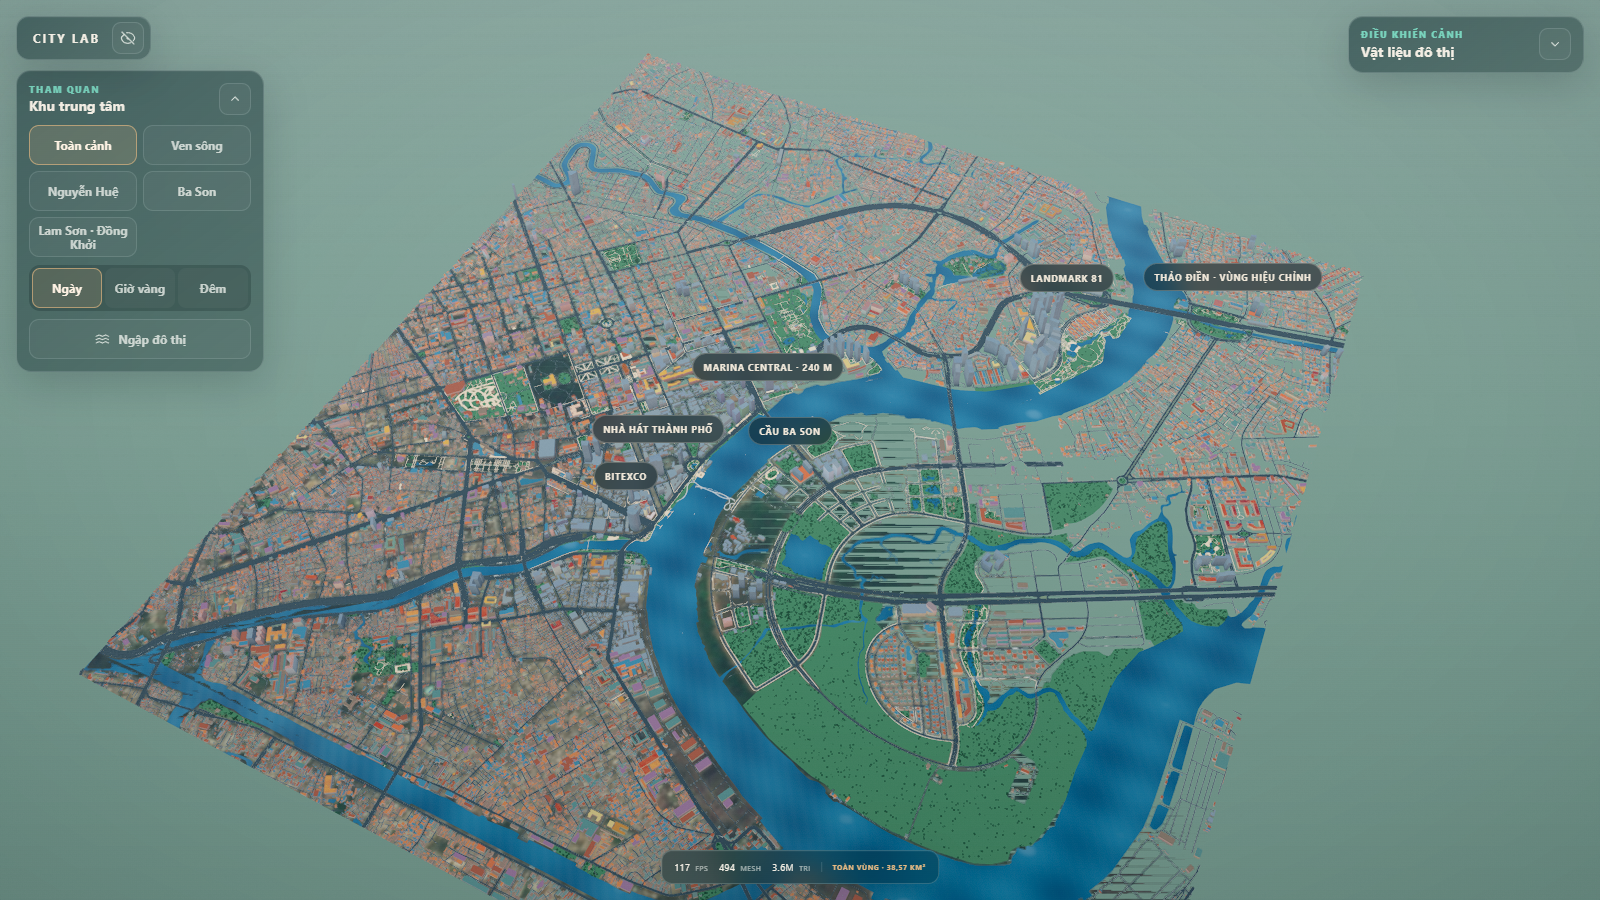 CITY LAB
THAM QUAN
Khu trung tâm
Toàn cảnh
Ven sông
Nguyễn Huệ
Ba Son
Lam Sơn · Đồng
Khởi
Ngày
Giờ vàng
Đêm
Ngập đô thị
ĐIỀU KHIỂN CẢNH
Vật liệu đô thị
LANDMARK 81
THẢO ĐIỀN · VÙNG HIỆU CHỈNH
MARINA CENTRAL · 240 M
NHÀ HÁT THÀNH PHỐ
CẦU BA SON
BITEXCO
117 FPS 494 MESH 3.6M TRI TOÀN VÙNG · 38,57 KM²